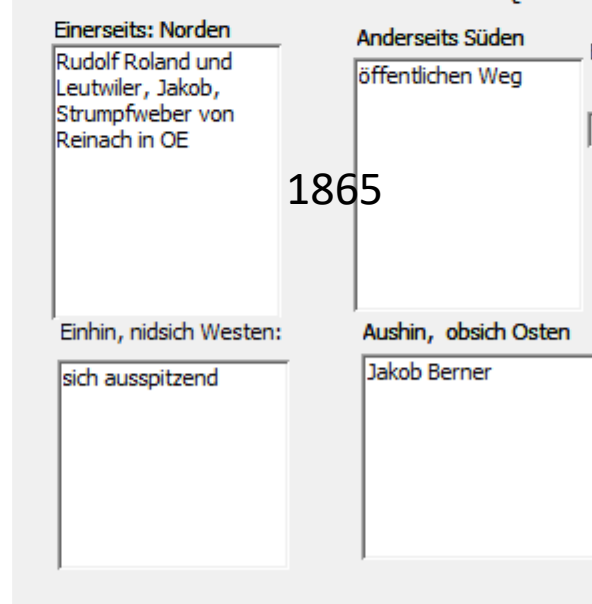 Einerseits: Norden
Rudolf Roland und
Leutwiler, Jakob,
Strumpfweber von
Reinach in OE
Anderseits Süden
öffentlichen Weg
1865
Einhin, nidsich Westen:
sich ausspitzend
Aushin, obsich Osten
Jakob Berner